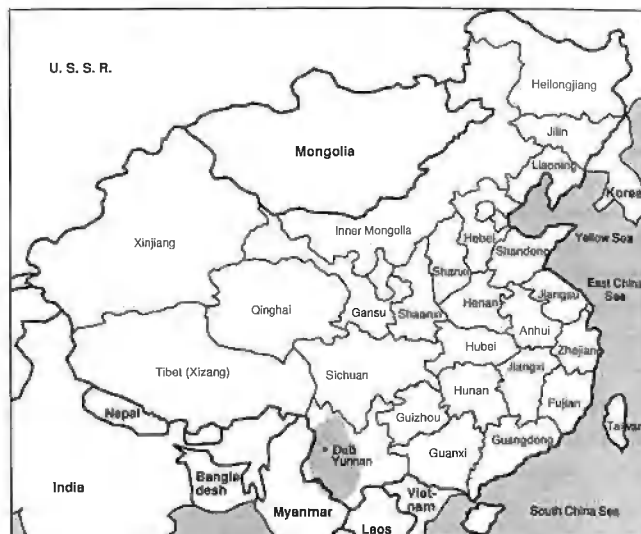 U. S. S. R.
Heilongjiang
Mongolia
Jilin
Liaoning
Korea
Inner Mongolia
Xinjiang
Hebei
Yellow Sea
Shandong
Shanxi
East China
Sea
Qinghai
Gansu
Shaanxi
Henan
Jiangsu
Anhui
Hubei
Zhejiang
Tibet (Xizang)
Sichuan
Jiangxi
Hunan
Nepal
Guizhou
Fujian
Taiwan
Guangdong
Dali
Yunnan
Guanxi
India
Bangla
desh
Viet-
nam
Myanmar
Laos
South China Sea